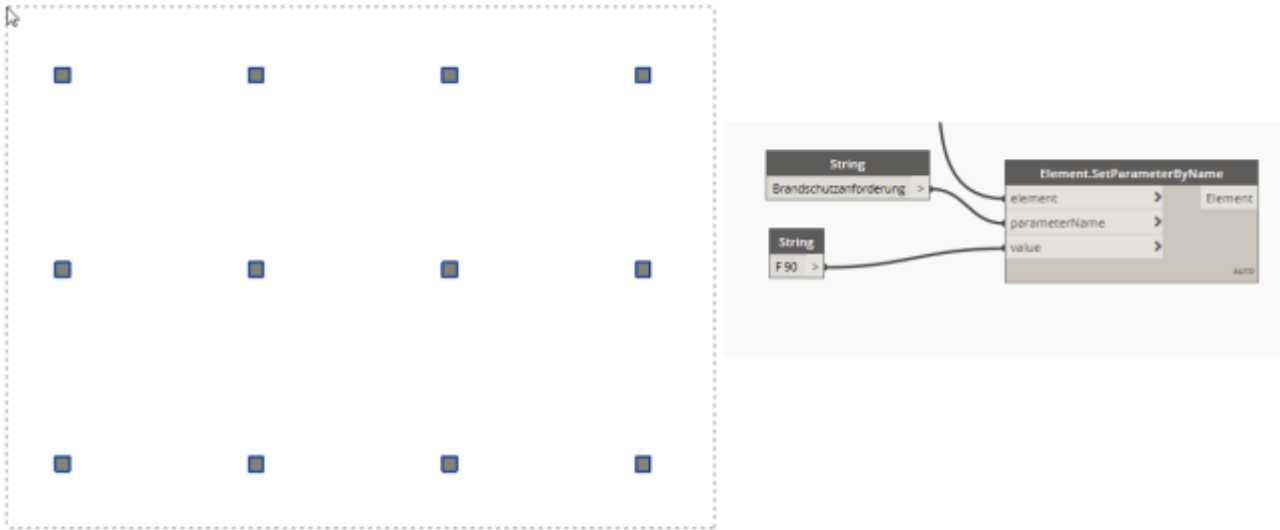 String
Brandschutzanforderung >
String
F 90 >
Element.SetParameterByName
element > Element
parameterName >
value >
AUTO